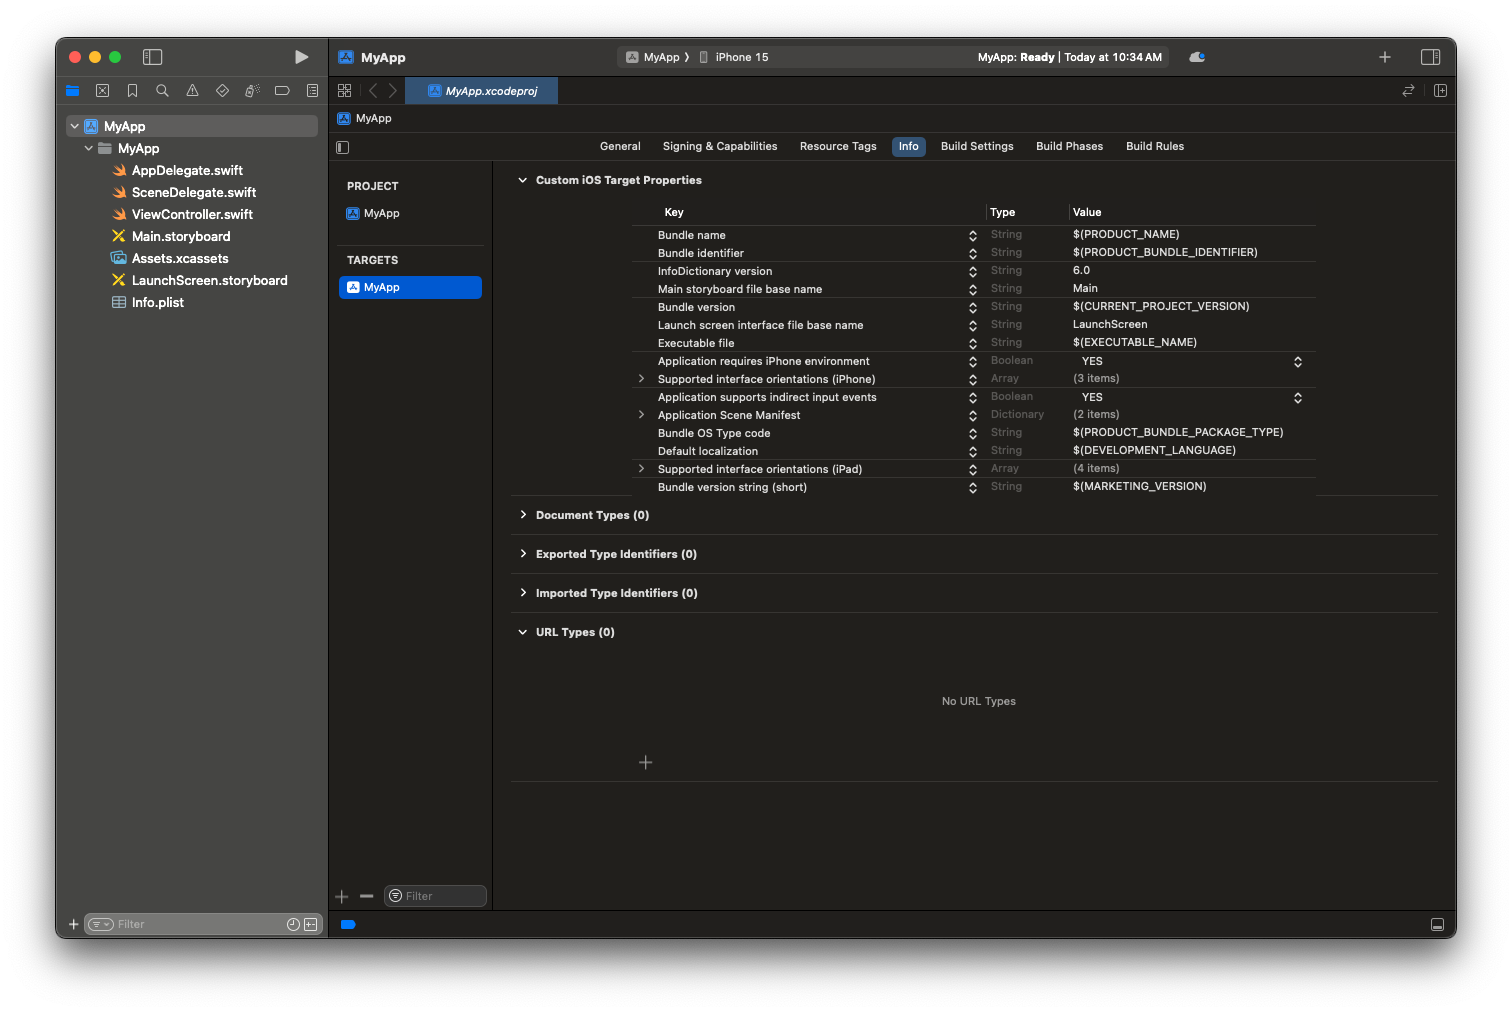 MyApp
MyApp ⟩ iPhone 15
MyApp: Ready | Today at 10:34 AM
MyApp.xcodeproj
MyApp
MyApp
MyApp
AppDelegate.swift
SceneDelegate.swift
ViewController.swift
Main.storyboard
Assets.xcassets
LaunchScreen.storyboard
Info.plist
Filter
General Signing & Capabilities Resource Tags Info Build Settings Build Phases Build Rules
PROJECT
MyApp
TARGETS
MyApp
Filter
Custom iOS Target Properties
Key Type Value
Bundle name String $(PRODUCT_NAME)
Bundle identifier String $(PRODUCT_BUNDLE_IDENTIFIER)
InfoDictionary version String 6.0
Main storyboard file base name String Main
Bundle version String $(CURRENT_PROJECT_VERSION)
Launch screen interface file base name String LaunchScreen
Executable file String $(EXECUTABLE_NAME)
Application requires iPhone environment Boolean YES
Supported interface orientations (iPhone) Array (3 items)
Application supports indirect input events Boolean YES
Application Scene Manifest Dictionary (2 items)
Bundle OS Type code String $(PRODUCT_BUNDLE_PACKAGE_TYPE)
Default localization String $(DEVELOPMENT_LANGUAGE)
Supported interface orientations (iPad) Array (4 items)
Bundle version string (short) String $(MARKETING_VERSION)
Document Types (0)
Exported Type Identifiers (0)
Imported Type Identifiers (0)
URL Types (0)
No URL Types